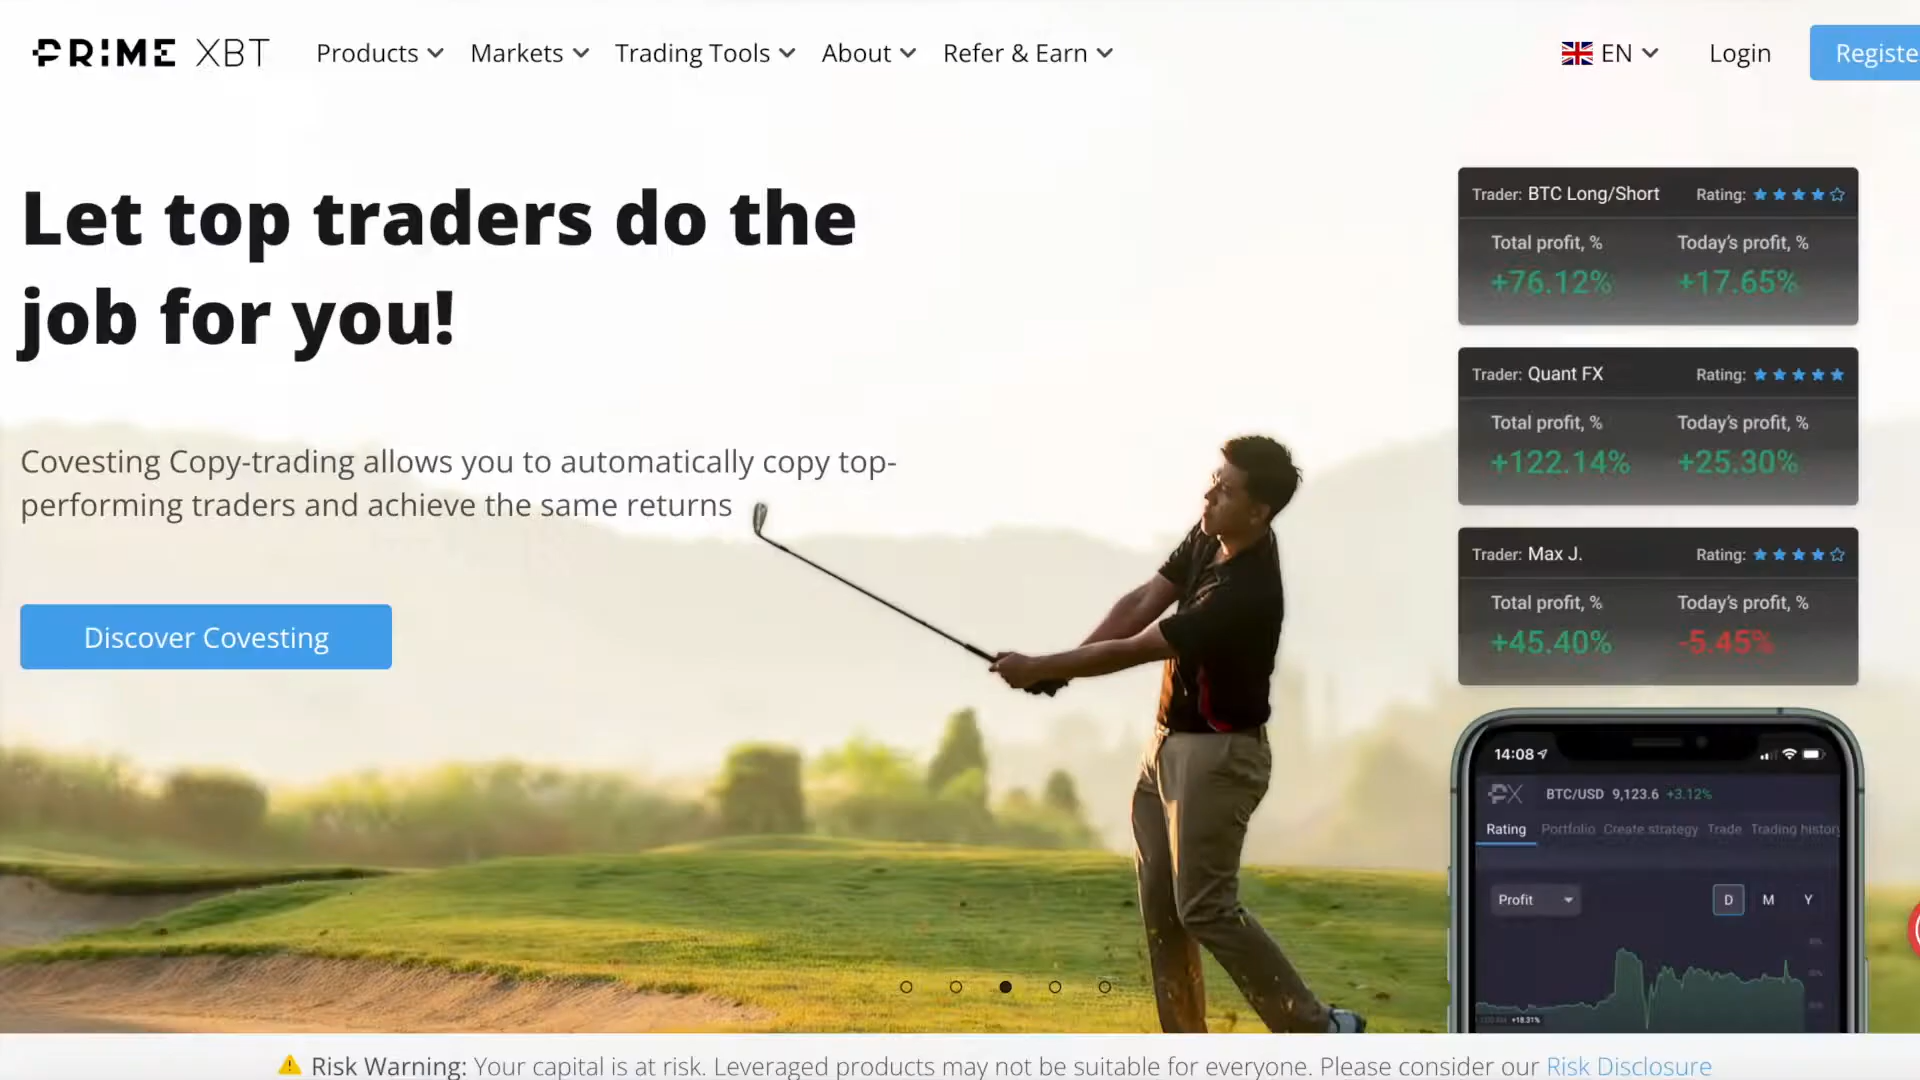 PRIME XBT
Products
Markets
Trading Tools
About
Refer & Earn
EN
Login
Registe
Let top traders do the
job for you!
Covesting Copy-trading allows you to automatically copy top-
performing traders and achieve the same returns
Discover Covesting
Trader: BTC Long/Short Rating:
Total profit, % Today's profit, %
+76.12% +17.65%
Trader: Quant FX Rating:
Total profit, % Today's profit, %
+122.14% +25.30%
Trader: Max J. Rating:
Total profit, % Today's profit, %
+45.40% -5.45%
14:08
PX BTC/USD 9,123.6 +3.12%
Rating Portfolio Create strategy Trade Trading history
Profit D M Y
+18.31%
Risk Warning: Your capital is at risk. Leveraged products may not be suitable for everyone. Please consider our Risk Disclosure